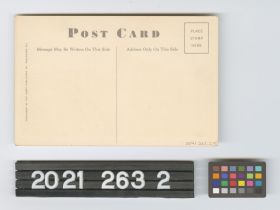 POST CARD
Message May Be Written On This Side
Address Only On This Side
PLACE
STAMP
HERE
2021 263 2